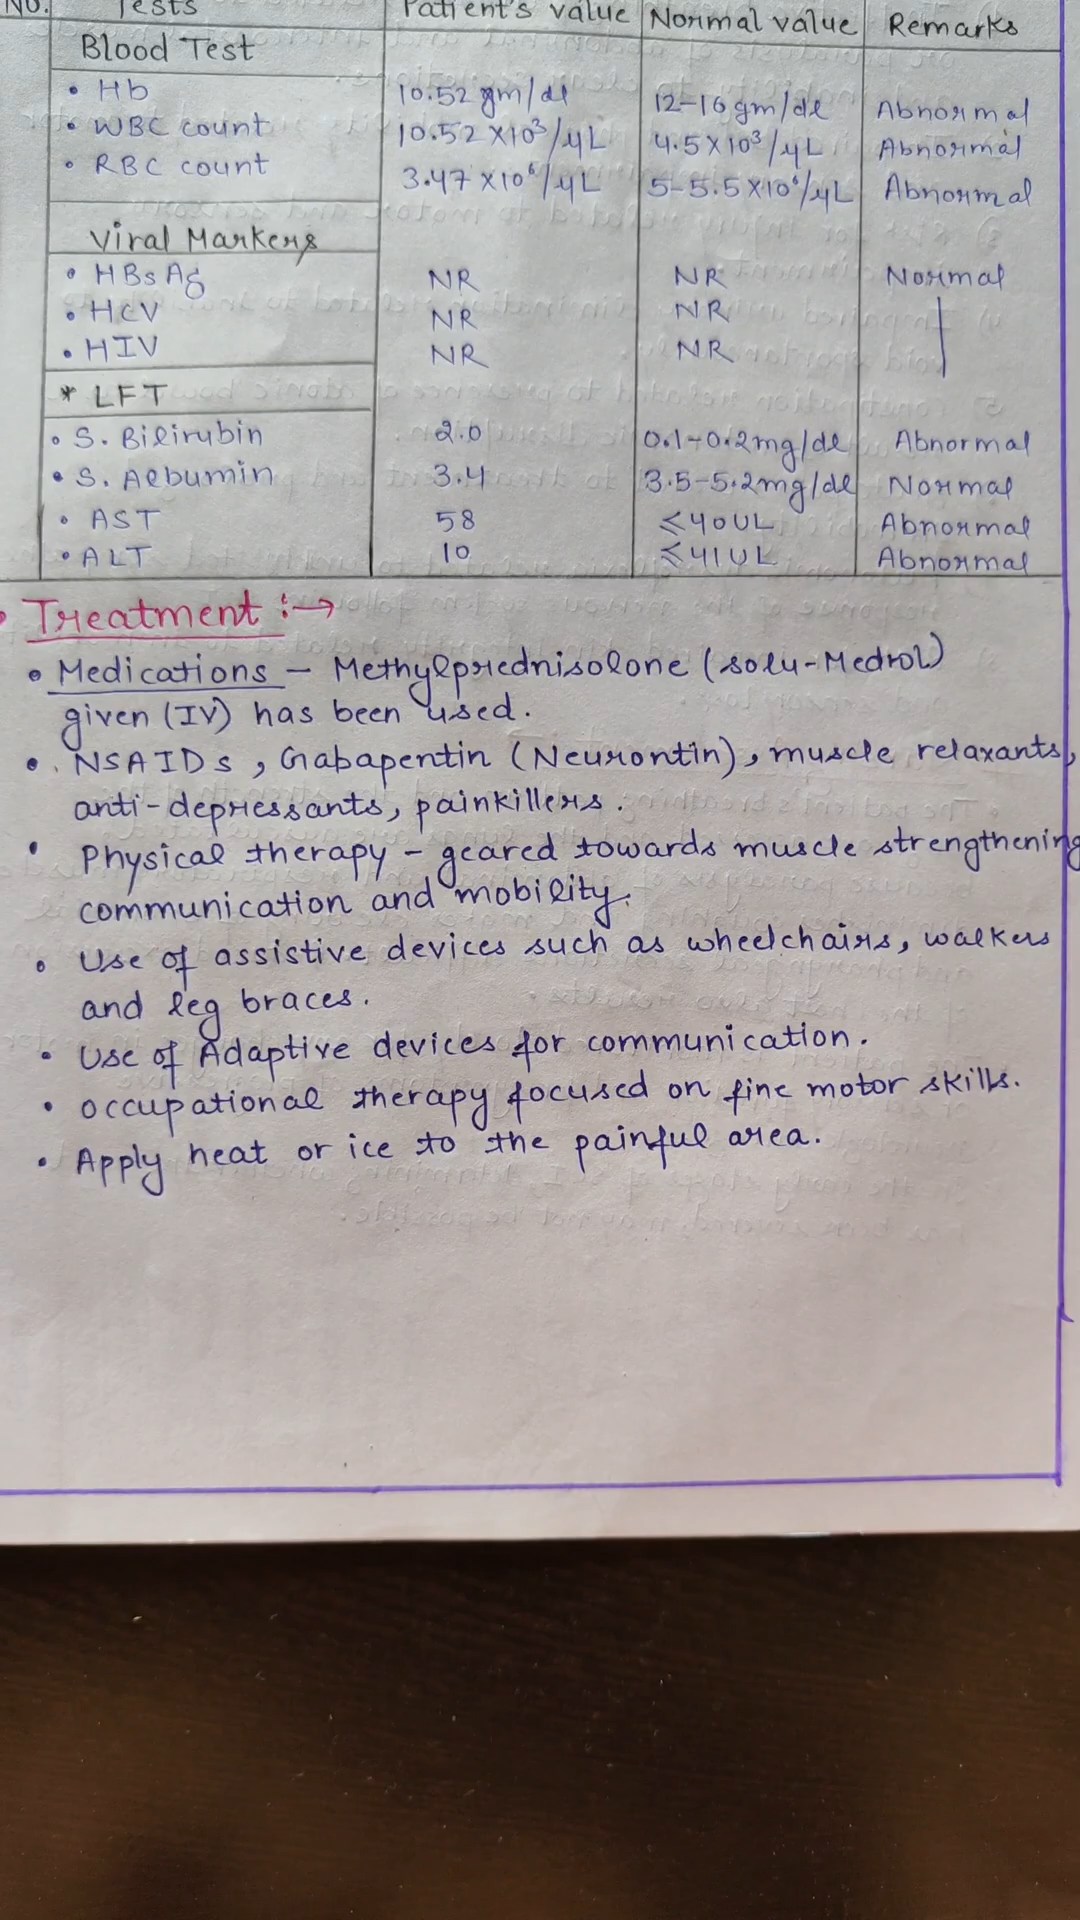 No. Tests Patient's value Normal value Remarks
Blood Test
• Hb 10.52 gm/dl 12-16gm/dl Abnormal
• WBC count 10.52 X10³/µL 4.5X10³/µL Abnormal
• RBC count 3.47 X10⁶/µL 5-5.5X10⁶/µL Abnormal
Viral Markers
• HBsAg NR NR Normal
• HCV NR NR
• HIV NR NR
* LFT
• S. Bilirubin 2.0 0.1-0.2mg/dl Abnormal
• S. Albumin 3.4 3.5-5.2mg/dl Normal
• AST 58 ≤40UL Abnormal
• ALT 10 ≤41UL Abnormal
• Treatment :→
• Medications – Methylprednisolone (solu-Medrol)
given (IV) has been used.
• NSAIDs, Gabapentin (Neurontin), muscle relaxants,
anti-depressants, painkillers.
• Physical therapy - geared towards muscle strengthening
communication and mobility.
• Use of assistive devices such as wheelchairs, walkers
and leg braces.
• Use of Adaptive devices for communication.
• occupational therapy focused on fine motor skills.
• Apply heat or ice to the painful area.